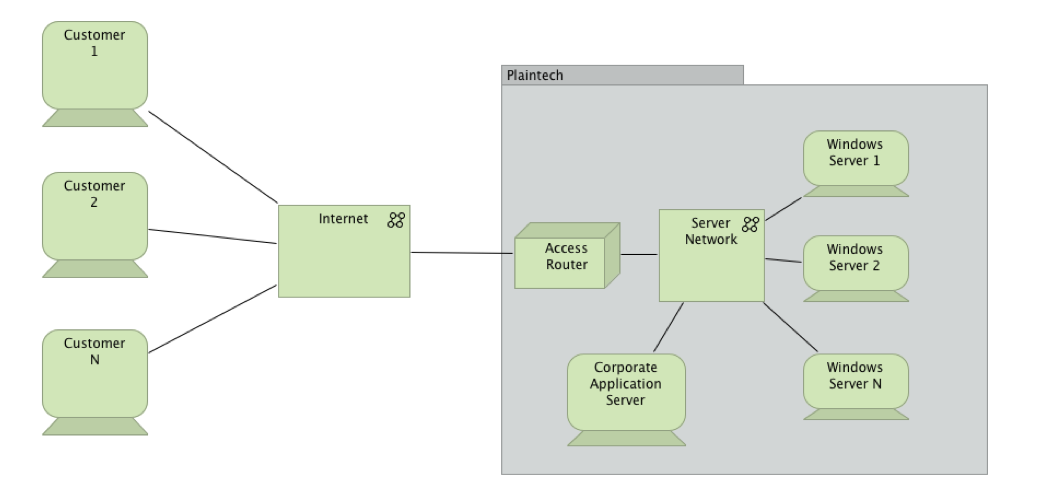 Customer
1
Plaintech
Windows
Server 1
Customer
2
Internet
Server
Network
Access
Router
Windows
Server 2
Customer
N
Corporate
Application
Server
Windows
Server N